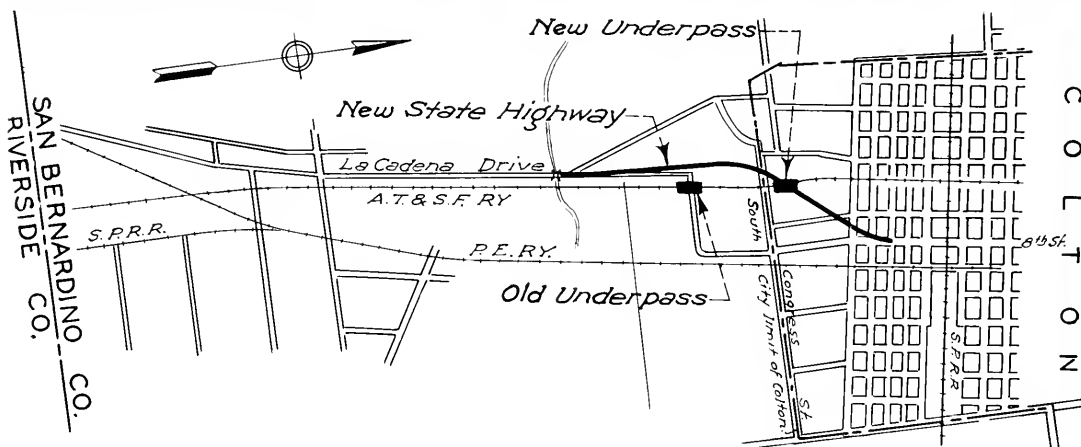 New Underpass
New State Highway
La Cadena Drive
A.T.& S.F. RY
S.P.R.R.
P.E.RY.
Old Underpass
SAN BERNARDINO CO.
RIVERSIDE CO.
South
City limit of Colton
Congress St.
8th St.
S.P.R.R
COLTON